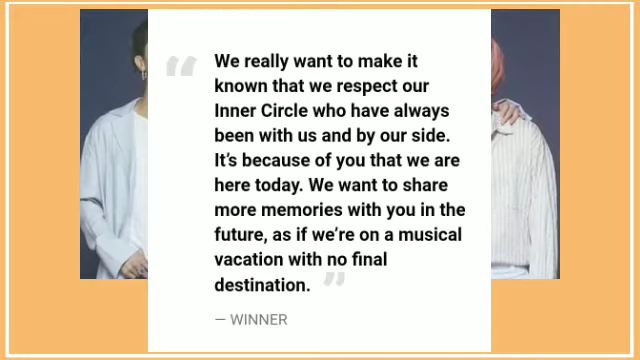 “
We really want to make it
known that we respect our
Inner Circle who have always
been with us and by our side.
It’s because of you that we are
here today. We want to share
more memories with you in the
future, as if we’re on a musical
vacation with no final
destination. ”
— WINNER